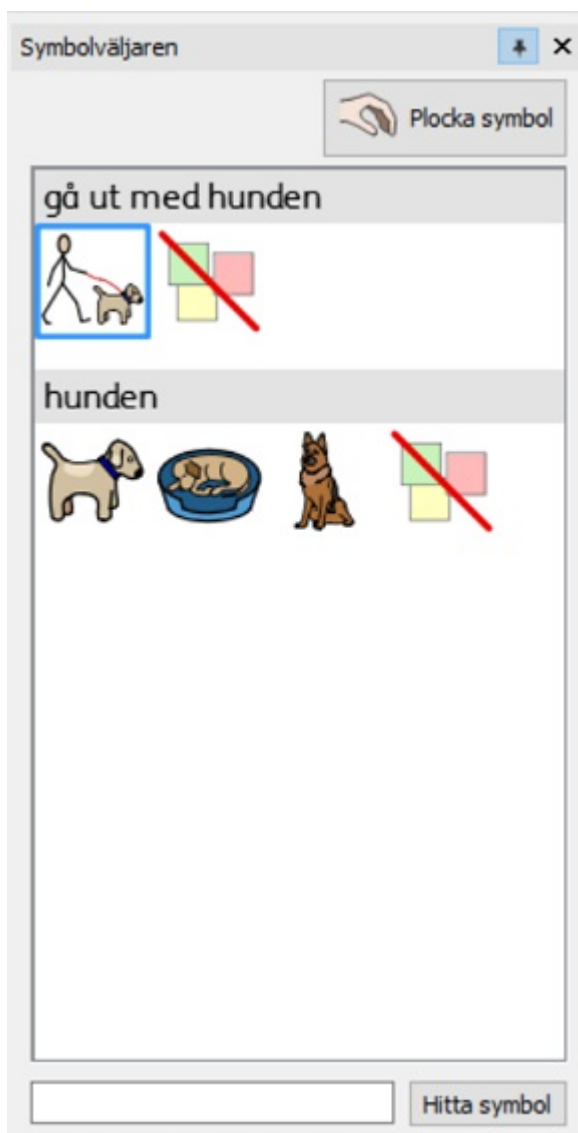 Symbolväljaren
Plocka symbol
gå ut med hunden
hunden
Hitta symbol